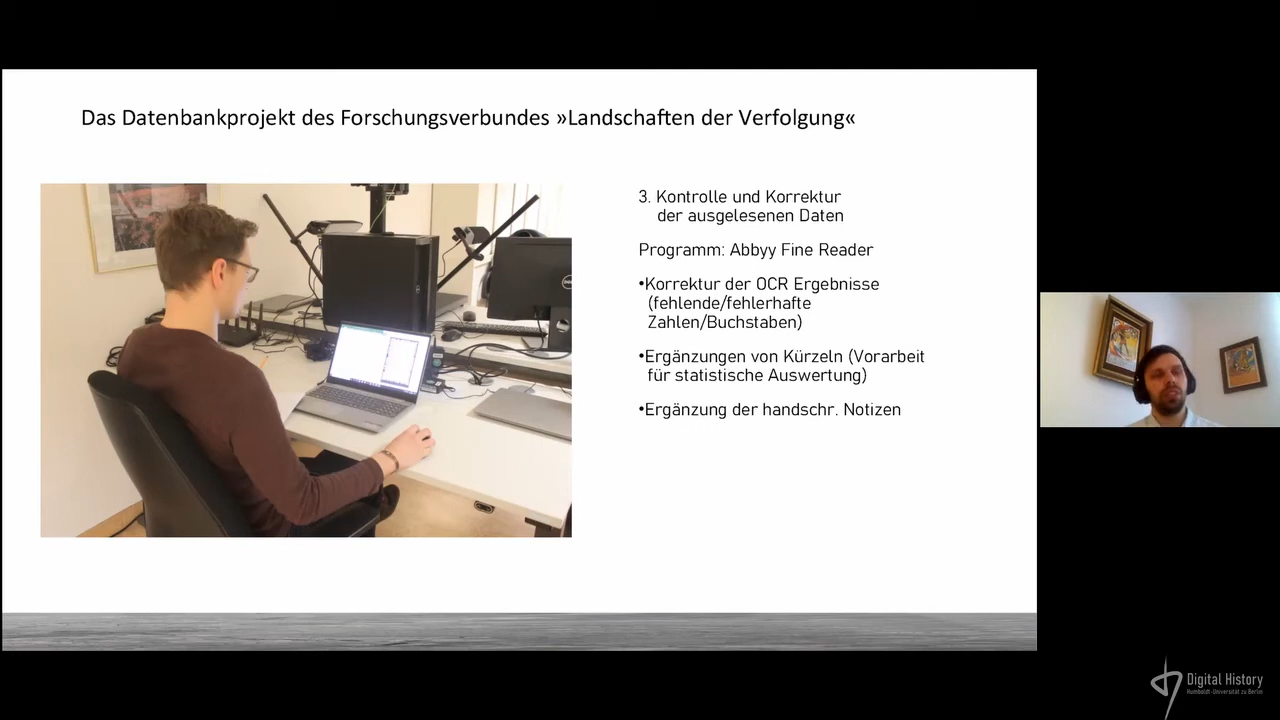 Das Datenbankprojekt des Forschungsverbundes »Landschaften der Verfolgung«
3. Kontrolle und Korrektur
der ausgelesenen Daten
Programm: Abbyy Fine Reader
•Korrektur der OCR Ergebnisse
(fehlende/fehlerhafte
Zahlen/Buchstaben)
•Ergänzungen von Kürzeln (Vorarbeit
für statistische Auswertung)
•Ergänzung der handschr. Notizen
DELL
Digital History
Humboldt-Universität zu Berlin